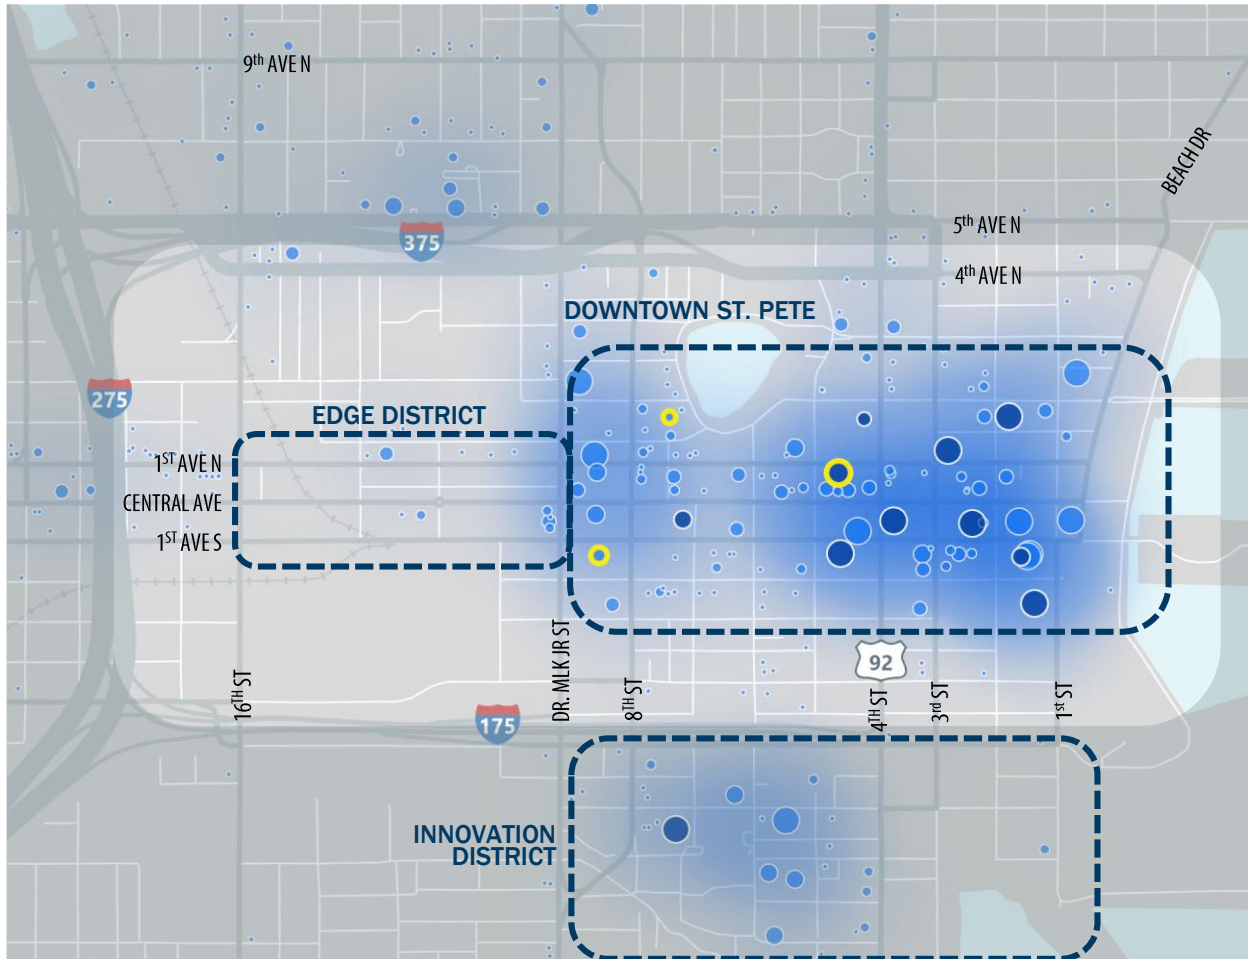 9th AVE N
BEACH DR
5th AVE N
375
4th AVE N
DOWNTOWN ST. PETE
275
EDGE DISTRICT
1ST AVE N
CENTRAL AVE
1ST AVE S
92
16TH ST
DR. MLK JR ST
8TH ST
4TH ST
3rd ST
1st ST
175
INNOVATION
DISTRICT